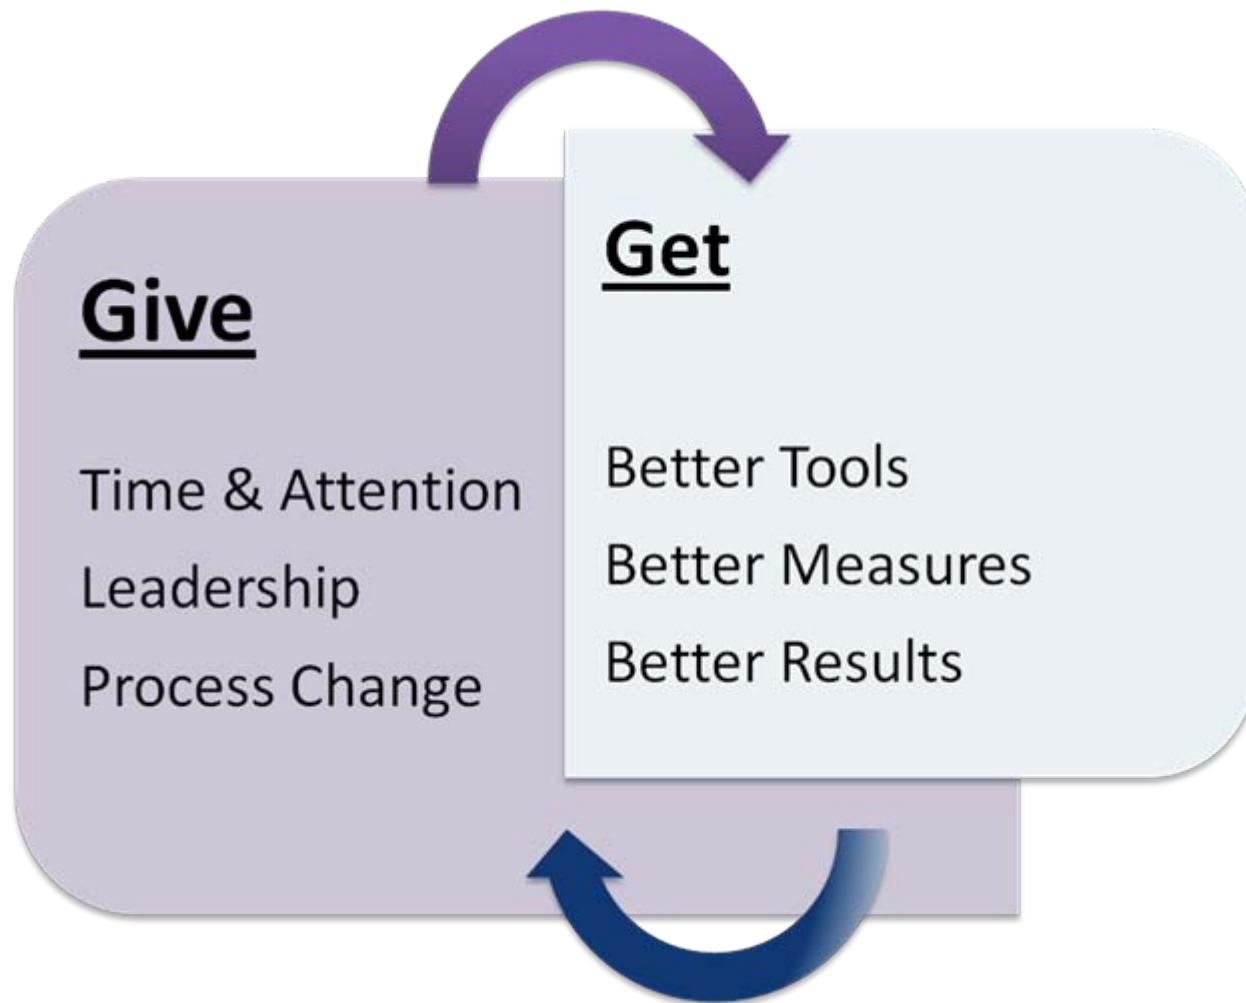 Give
Time & Attention
Leadership
Process Change
Get
Better Tools
Better Measures
Better Results